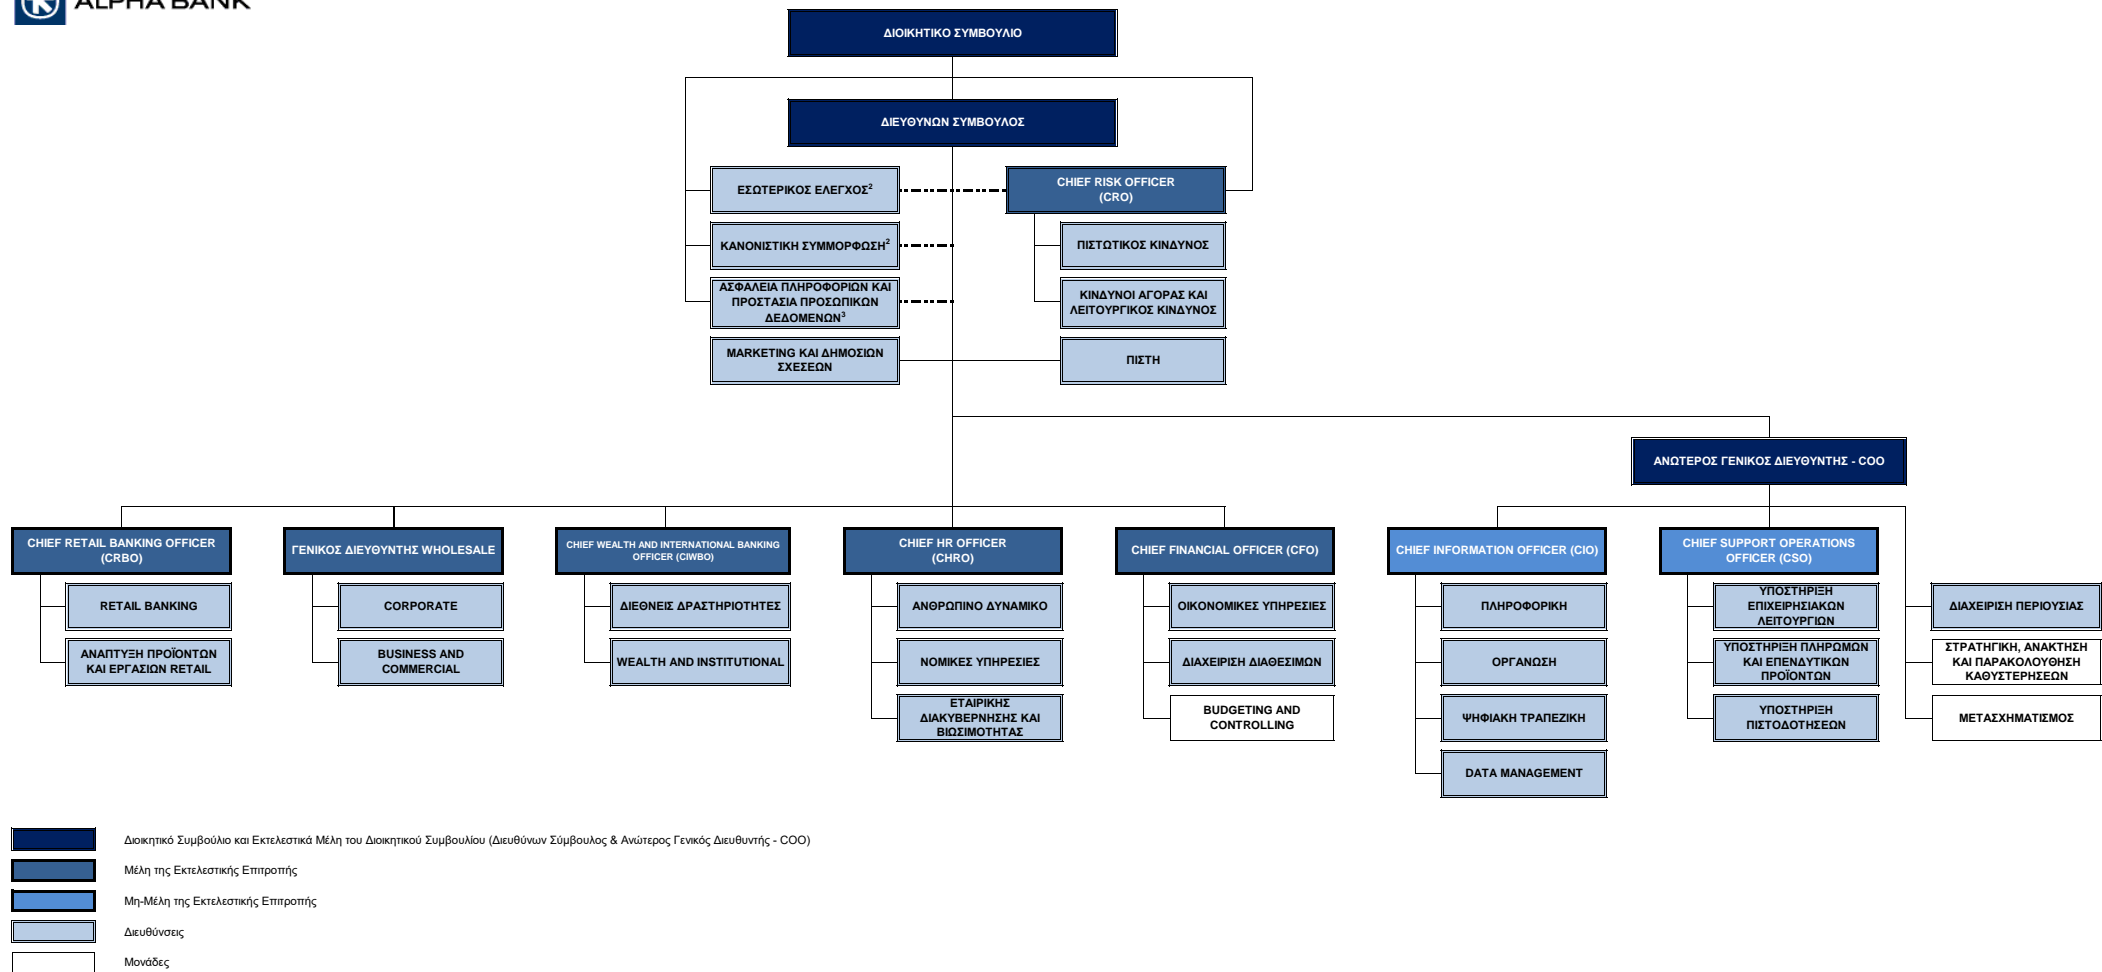 ALPHA BANK
ΔΙΟΙΚΗΤΙΚΟ ΣΥΜΒΟΥΛΙΟ
ΔΙΕΥΘΥΝΩΝ ΣΥΜΒΟΥΛΟΣ
ΕΣΩΤΕΡΙΚΟΣ ΕΛΕΓΧΟΣ²
CHIEF RISK OFFICER
(CRO)
ΚΑΝΟΝΙΣΤΙΚΗ ΣΥΜΜΟΡΦΩΣΗ²
ΠΙΣΤΩΤΙΚΟΣ ΚΙΝΔΥΝΟΣ
ΑΣΦΑΛΕΙΑ ΠΛΗΡΟΦΟΡΙΩΝ ΚΑΙ
ΠΡΟΣΤΑΣΙΑ ΠΡΟΣΩΠΙΚΩΝ
ΔΕΔΟΜΕΝΩΝ³
ΚΙΝΔΥΝΟΙ ΑΓΟΡΑΣ ΚΑΙ
ΛΕΙΤΟΥΡΓΙΚΟΣ ΚΙΝΔΥΝΟΣ
MARKETING ΚΑΙ ΔΗΜΟΣΙΩΝ
ΣΧΕΣΕΩΝ
ΠΙΣΤΗ
ΑΝΩΤΕΡΟΣ ΓΕΝΙΚΟΣ ΔΙΕΥΘΥΝΤΗΣ - COO
CHIEF RETAIL BANKING OFFICER
(CRBO)
ΓΕΝΙΚΟΣ ΔΙΕΥΘΥΝΤΗΣ WHOLESALE
CHIEF WEALTH AND INTERNATIONAL BANKING
OFFICER (CIWBO)
CHIEF HR OFFICER
(CHRO)
CHIEF FINANCIAL OFFICER (CFO)
CHIEF INFORMATION OFFICER (CIO)
CHIEF SUPPORT OPERATIONS
OFFICER (CSO)
RETAIL BANKING
CORPORATE
ΔΙΕΘΝΕΙΣ ΔΡΑΣΤΗΡΙΟΤΗΤΕΣ
ΑΝΘΡΩΠΙΝΟ ΔΥΝΑΜΙΚΟ
ΟΙΚΟΝΟΜΙΚΕΣ ΥΠΗΡΕΣΙΕΣ
ΠΛΗΡΟΦΟΡΙΚΗ
ΥΠΟΣΤΗΡΙΞΗ
ΕΠΙΧΕΙΡΗΣΙΑΚΩΝ
ΛΕΙΤΟΥΡΓΙΩΝ
ΔΙΑΧΕΙΡΙΣΗ ΠΕΡΙΟΥΣΙΑΣ
ΑΝΑΠΤΥΞΗ ΠΡΟΪΟΝΤΩΝ
ΚΑΙ ΕΡΓΑΣΙΩΝ RETAIL
BUSINESS AND
COMMERCIAL
WEALTH AND INSTITUTIONAL
ΝΟΜΙΚΕΣ ΥΠΗΡΕΣΙΕΣ
ΔΙΑΧΕΙΡΙΣΗ ΔΙΑΘΕΣΙΜΩΝ
ΟΡΓΑΝΩΣΗ
ΥΠΟΣΤΗΡΙΞΗ ΠΛΗΡΩΜΩΝ
ΚΑΙ ΕΠΕΝΔΥΤΙΚΩΝ
ΠΡΟΪΟΝΤΩΝ
ΣΤΡΑΤΗΓΙΚΗ, ΑΝΑΚΤΗΣΗ
ΚΑΙ ΠΑΡΑΚΟΛΟΥΘΗΣΗ
ΚΑΘΥΣΤΕΡΗΣΕΩΝ
ΕΤΑΙΡΙΚΗΣ
ΔΙΑΚΥΒΕΡΝΗΣΗΣ ΚΑΙ
ΒΙΩΣΙΜΟΤΗΤΑΣ
BUDGETING AND
CONTROLLING
ΨΗΦΙΑΚΗ ΤΡΑΠΕΖΙΚΗ
ΥΠΟΣΤΗΡΙΞΗ
ΠΙΣΤΟΔΟΤΗΣΕΩΝ
ΜΕΤΑΣΧΗΜΑΤΙΣΜΟΣ
DATA MANAGEMENT
Διοικητικό Συμβούλιο και Εκτελεστικά Μέλη του Διοικητικού Συμβουλίου (Διευθύνων Σύμβουλος & Ανώτερος Γενικός Διευθυντής - COO)
Μέλη της Εκτελεστικής Επιτροπής
Μη-Μέλη της Εκτελεστικής Επιτροπής
Διευθύνσεις
Μονάδες